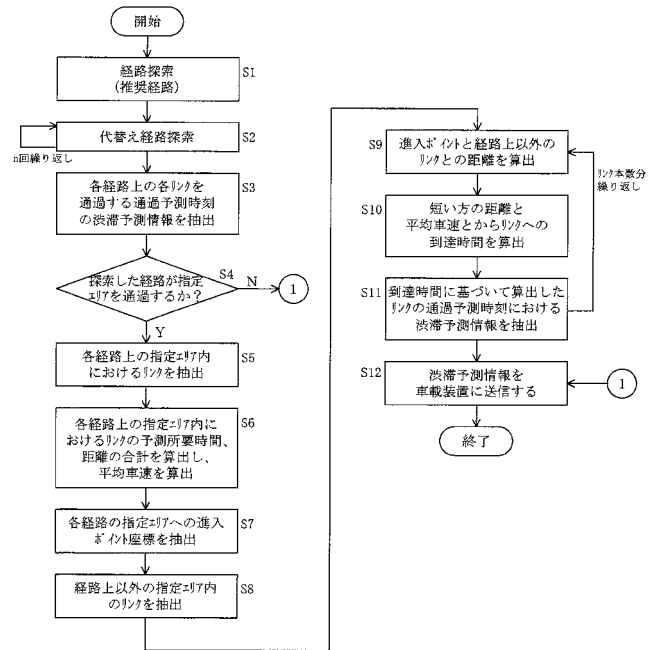 開始
経路探索
(推奨経路)
S1
代替え経路探索
S2
n回繰り返し
各経路上の各リンクを
通過する通過予測時刻
の渋滞予測情報を抽出
S3
探索した経路が指定
エリアを通過するか？
S4
N
1
Y
各経路上の指定エリア内
におけるリンクを抽出
S5
各経路上の指定エリア内に
おけるリンクの予測所要時間、
距離の合計を算出し、
平均車速を算出
S6
各経路の指定エリアへの進入
ポイント座標を抽出
S7
経路上以外の指定エリア内
のリンクを抽出
S8
S9
進入ポイントと経路上以外の
リンクとの距離を算出
リンク本数分
繰り返し
S10
短い方の距離と
平均車速とからリンクへの
到達時間を算出
S11
到達時間に基づいて算出した
リンクの通過予測時刻における
渋滞予測情報を抽出
S12
渋滞予測情報を
車載装置に送信する
1
終了